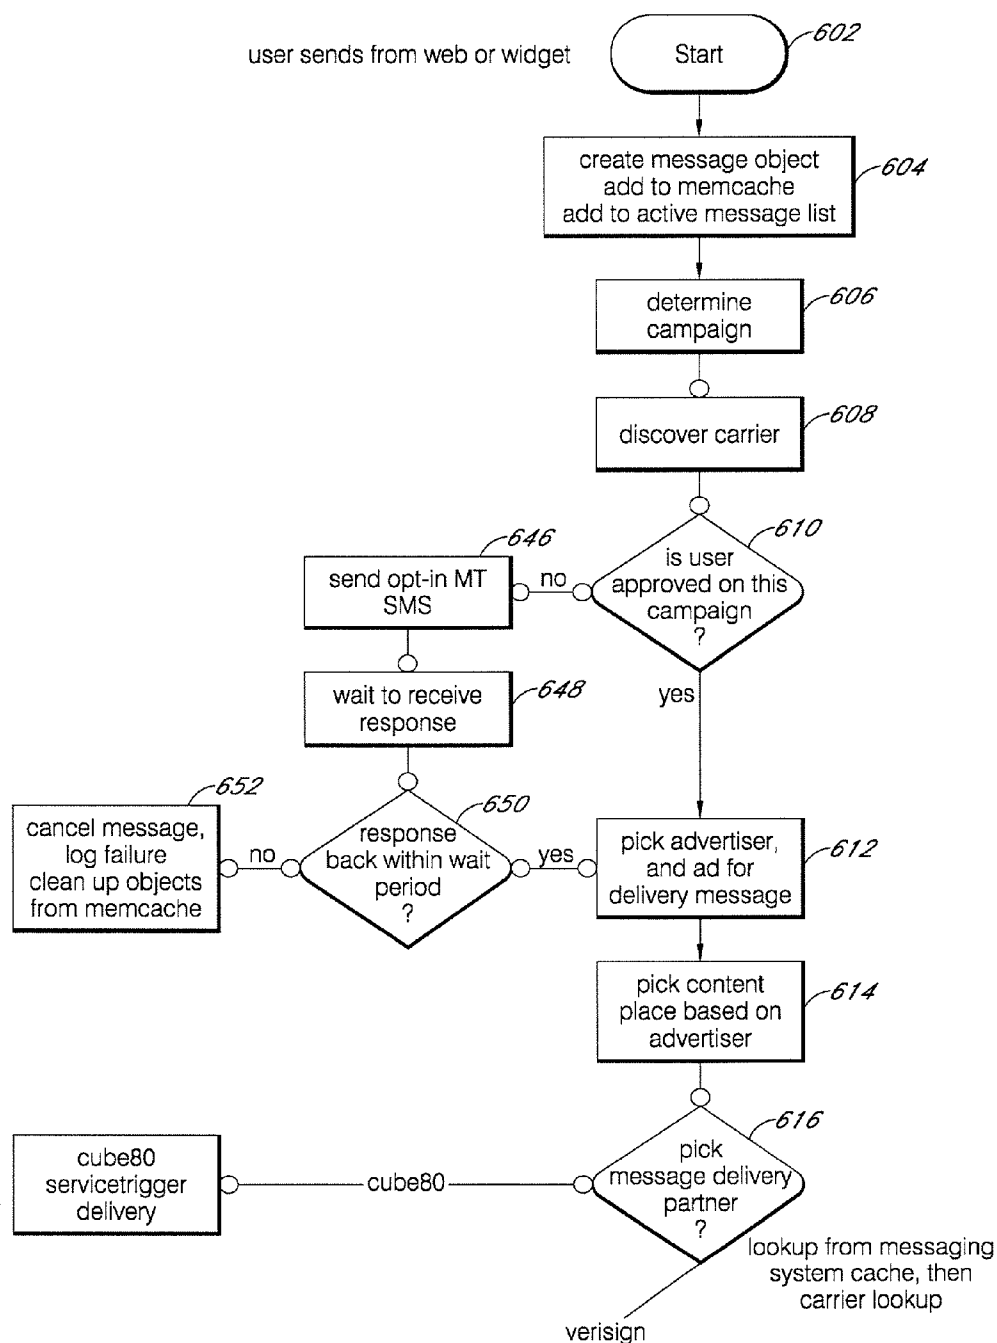 user sends from web or widget
Start
602
create message object
add to memcache
add to active message list
604
determine
campaign
606
discover carrier
608
is user
approved on this
campaign
?
610
no
yes
send opt-in MT
SMS
646
wait to receive
response
648
response
back within wait
period
?
650
no
yes
cancel message,
log failure
clean up objects
from memcache
652
pick advertiser,
and ad for
delivery message
612
pick content
place based on
advertiser
614
pick
message delivery
partner
?
616
cube80
cube80
servicetrigger
delivery
lookup from messaging
system cache, then
carrier lookup
verisign